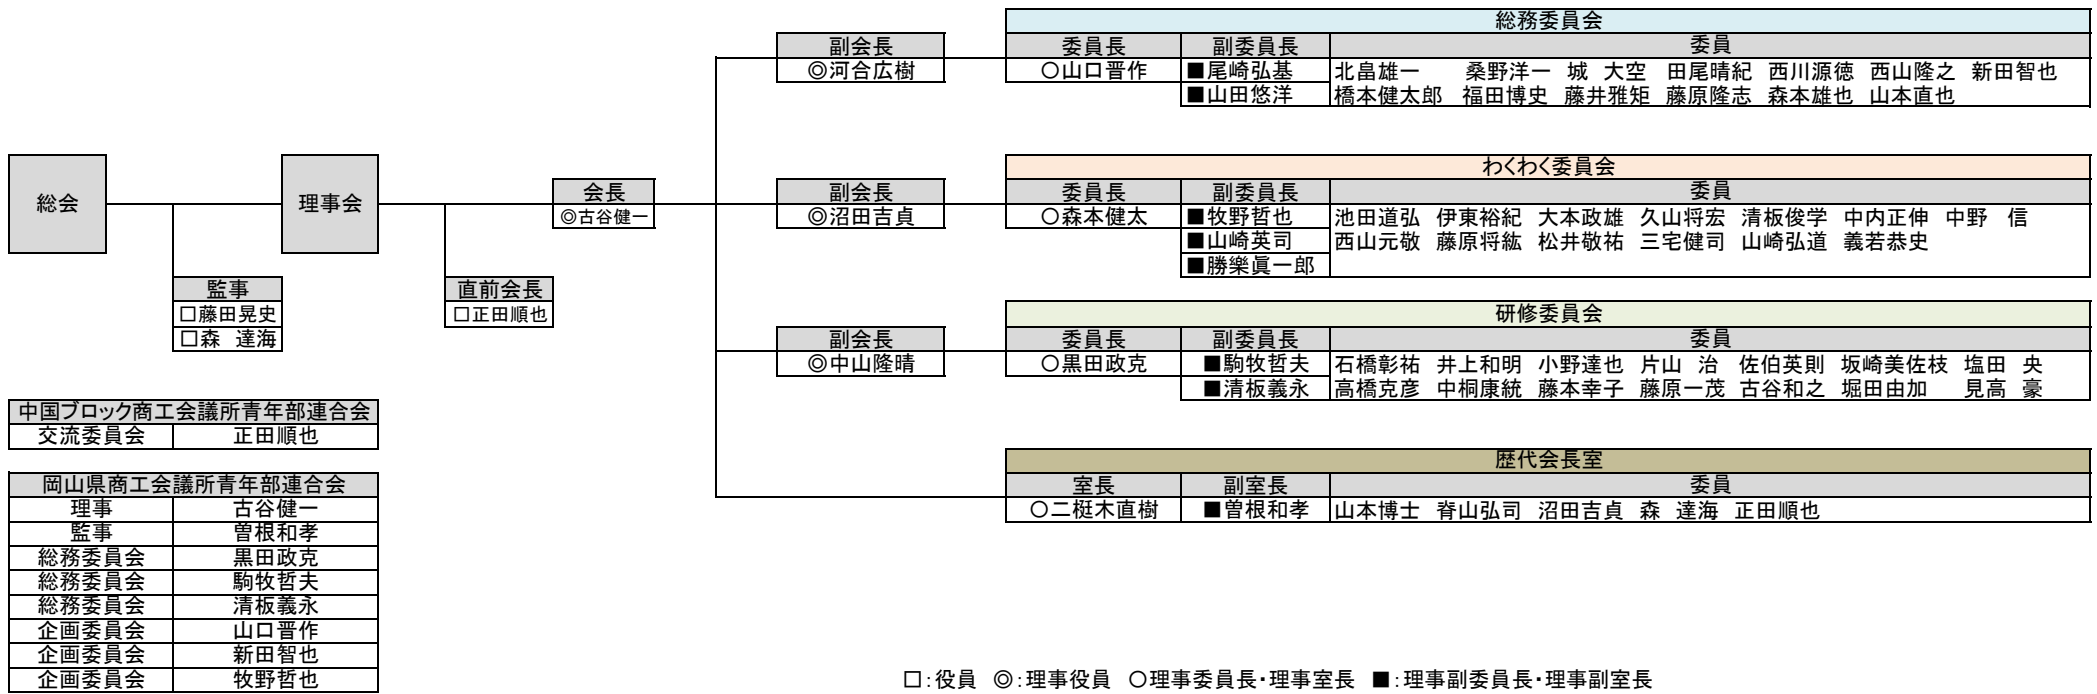 総会
理事会
監事
□藤田晃史
□森　達海
直前会長
□正田順也
会長
◎古谷健一
副会長
◎河合広樹
総務委員会
委員長 副委員長 委員
○山口晋作 ■尾崎弘基 北畠雄一 桑野洋一 城　大空 田尾晴紀 西川源徳 西山隆之 新田智也
■山田悠洋 橋本健太郎 福田博史 藤井雅矩 藤原隆志 森本雄也 山本直也
副会長
◎沼田吉貞
わくわく委員会
委員長 副委員長 委員
○森本健太 ■牧野哲也 池田道弘 伊東裕紀 大本政雄 久山将宏 清板俊学 中内正伸 中野　信
■山崎英司 西山元敬 藤原将紘 松井敬祐 三宅健司 山崎弘道 義若恭史
■勝樂眞一郎
副会長
◎中山隆晴
研修委員会
委員長 副委員長 委員
○黒田政克 ■駒牧哲夫 石橋彰祐 井上和明 小野達也 片山　治 佐伯英則 坂崎美佐枝 塩田　央
■清板義永 高橋克彦 中桐康統 藤本幸子 藤原一茂 古谷和之 堀田由加 見高　豪
歴代会長室
室長 副室長 委員
○二梃木直樹 ■曽根和孝 山本博士 脊山弘司 沼田吉貞 森　達海 正田順也
中国ブロック商工会議所青年部連合会
交流委員会 正田順也
岡山県商工会議所青年部連合会
理事 古谷健一
監事 曽根和孝
総務委員会 黒田政克
総務委員会 駒牧哲夫
総務委員会 清板義永
企画委員会 山口晋作
企画委員会 新田智也
企画委員会 牧野哲也
□：役員 ◎：理事役員 ○理事委員長・理事室長 ■：理事副委員長・理事副室長